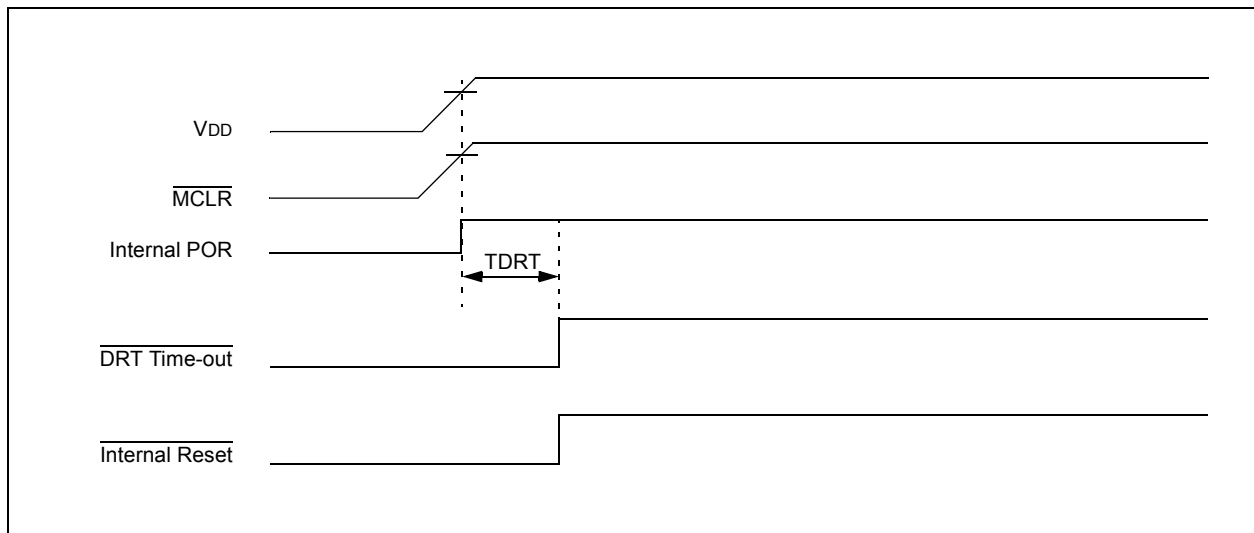 VDD
MCLR
Internal POR
TDRT
DRT Time-out
Internal Reset